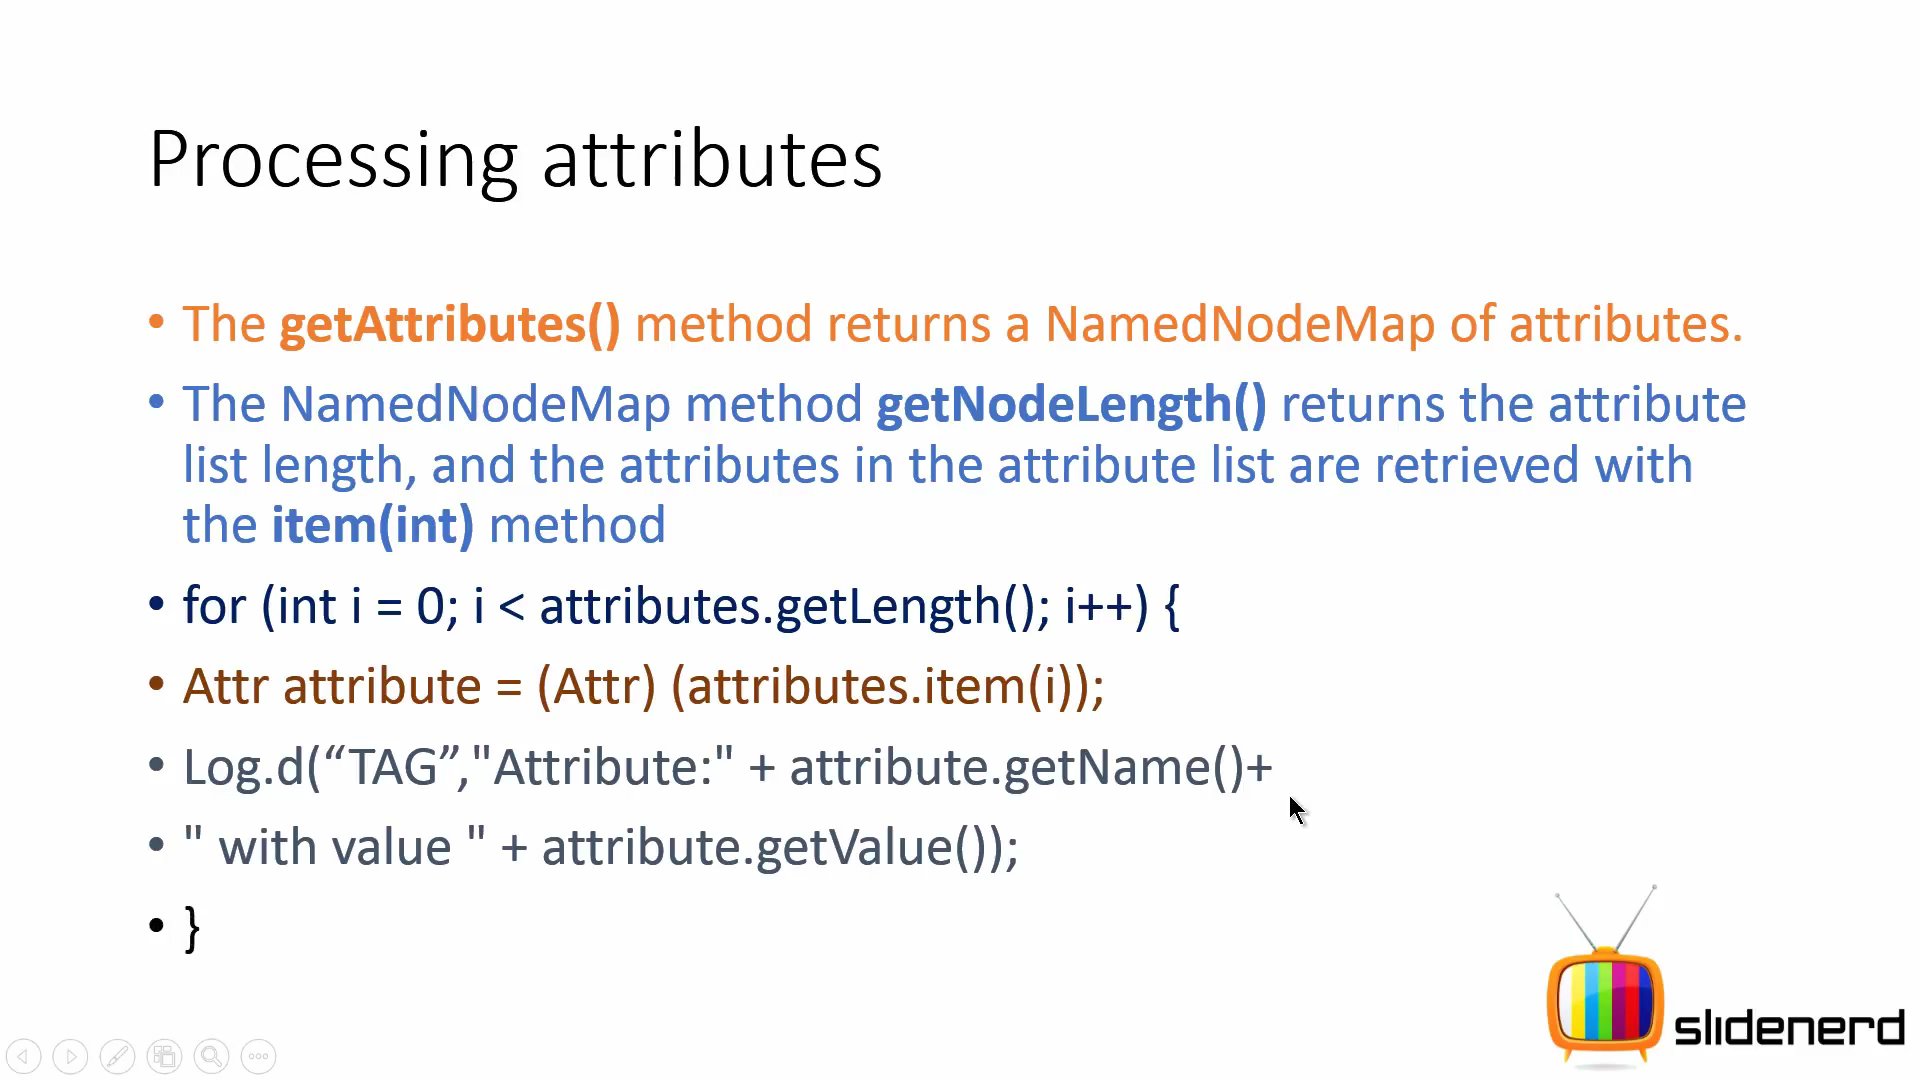 Processing attributes
• The getAttributes() method returns a NamedNodeMap of attributes.
• The NamedNodeMap method getNodeLength() returns the attribute
list length, and the attributes in the attribute list are retrieved with
the item(int) method
• for (int i = 0; i < attributes.getLength(); i++) {
• Attr attribute = (Attr) (attributes.item(i));
• Log.d(“TAG”,"Attribute:" + attribute.getName()+
• " with value " + attribute.getValue());
• }
slidenerd